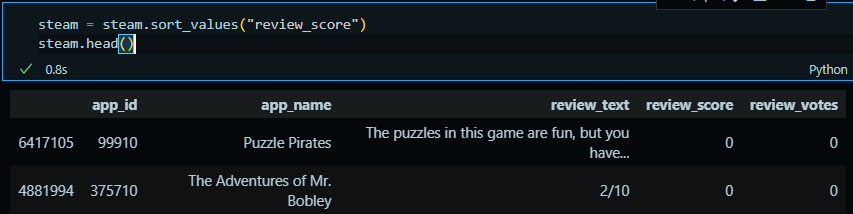 steam = steam.sort_values("review_score")
steam.head()
0.8s Python
app_id app_name review_text review_score review_votes
6417105 99910 Puzzle Pirates The puzzles in this game are fun, but you have... 0 0
4881994 375710 The Adventures of Mr. Bobley 2/10 0 0